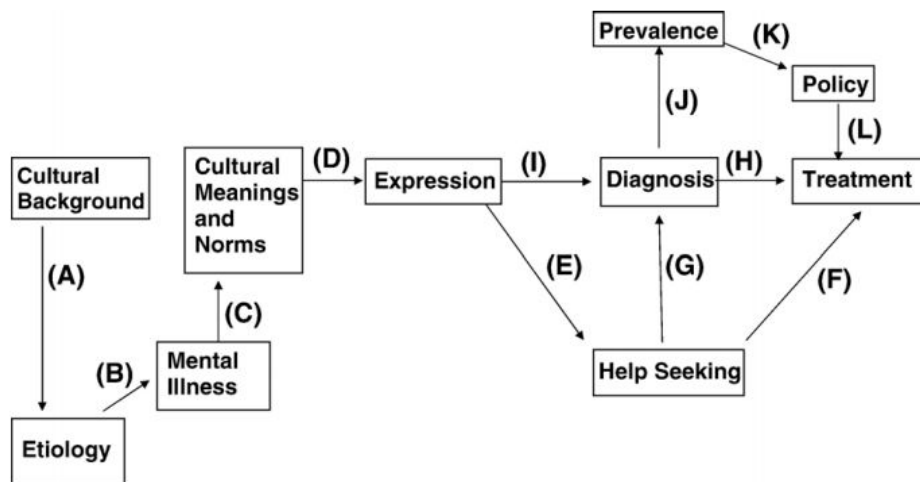 Prevalence
(K)
Policy
(J)
(L)
Cultural
Background
Cultural
Meanings
and
Norms
(D)
Expression
(I)
Diagnosis
(H)
Treatment
(A)
(E)
(G)
(F)
(C)
Mental
Illness
(B)
Help Seeking
Etiology